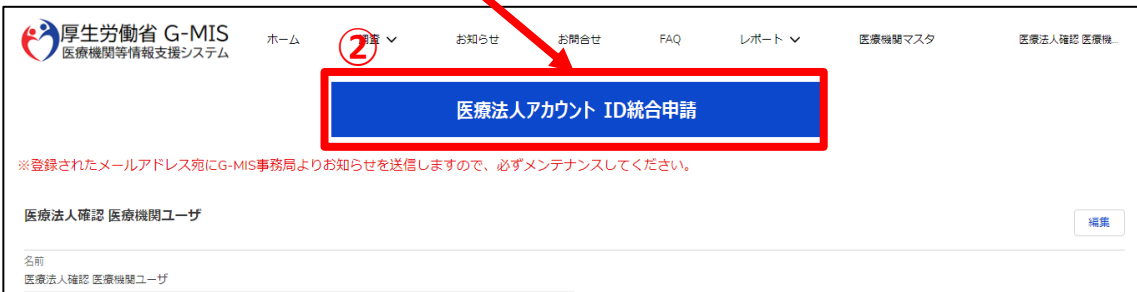 厚生労働省 G-MIS
医療機関等情報支援システム
ホーム
②
査
お知らせ
お問合せ
FAQ
レポート
医療機関マスタ
医療法人確認 医療機...
医療法人アカウント ID統合申請
※登録されたメールアドレス宛にG-MIS事務局よりお知らせを送信しますので、必ずメンテナンスしてください。
医療法人確認 医療機関ユーザ
編集
名前
医療法人確認 医療機関ユーザ